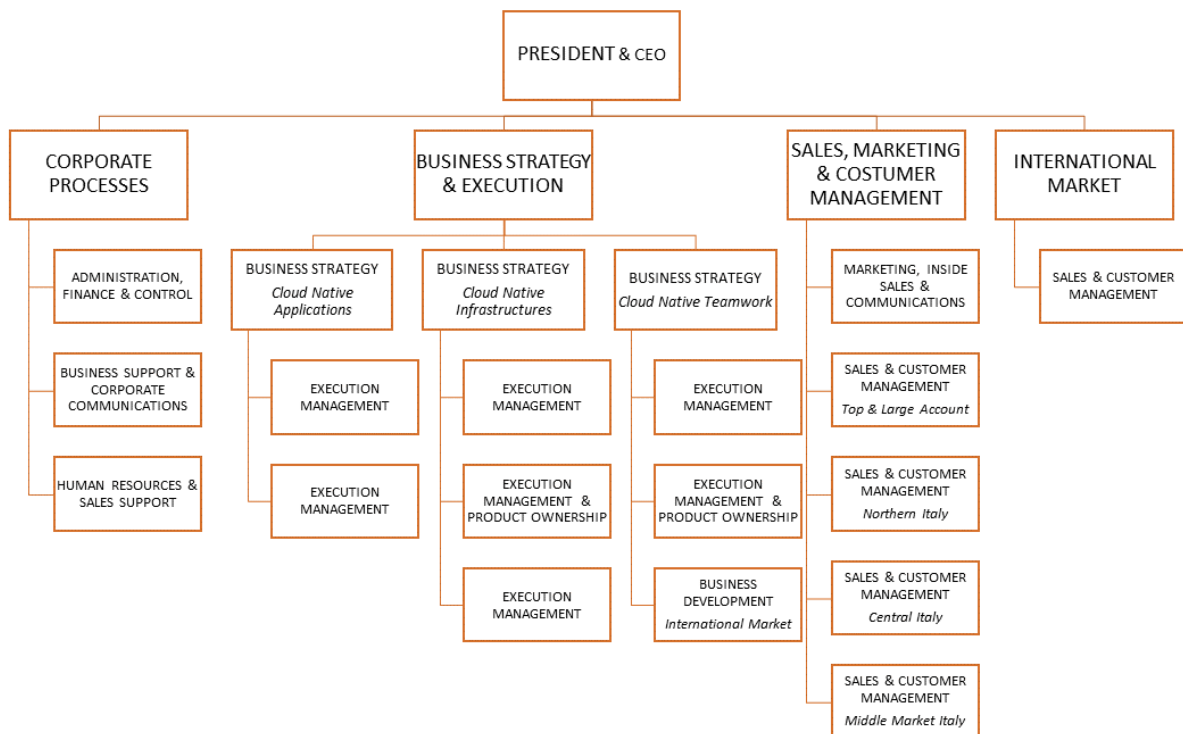 PRESIDENT & CEO
CORPORATE
PROCESSES
BUSINESS STRATEGY
& EXECUTION
SALES, MARKETING
& COSTUMER
MANAGEMENT
INTERNATIONAL
MARKET
ADMINISTRATION,
FINANCE & CONTROL
BUSINESS SUPPORT &
CORPORATE
COMMUNICATIONS
HUMAN RESOURCES &
SALES SUPPORT
BUSINESS STRATEGY
Cloud Native
Applications
EXECUTION
MANAGEMENT
EXECUTION
MANAGEMENT
BUSINESS STRATEGY
Cloud Native
Infrastructures
EXECUTION
MANAGEMENT
EXECUTION
MANAGEMENT &
PRODUCT OWNERSHIP
EXECUTION
MANAGEMENT
BUSINESS STRATEGY
Cloud Native Teamwork
EXECUTION
MANAGEMENT
EXECUTION
MANAGEMENT &
PRODUCT OWNERSHIP
BUSINESS
DEVELOPMENT
International Market
MARKETING, INSIDE
SALES &
COMMUNICATIONS
SALES & CUSTOMER
MANAGEMENT
Top & Large Account
SALES & CUSTOMER
MANAGEMENT
Northern Italy
SALES & CUSTOMER
MANAGEMENT
Central Italy
SALES & CUSTOMER
MANAGEMENT
Middle Market Italy
SALES & CUSTOMER
MANAGEMENT